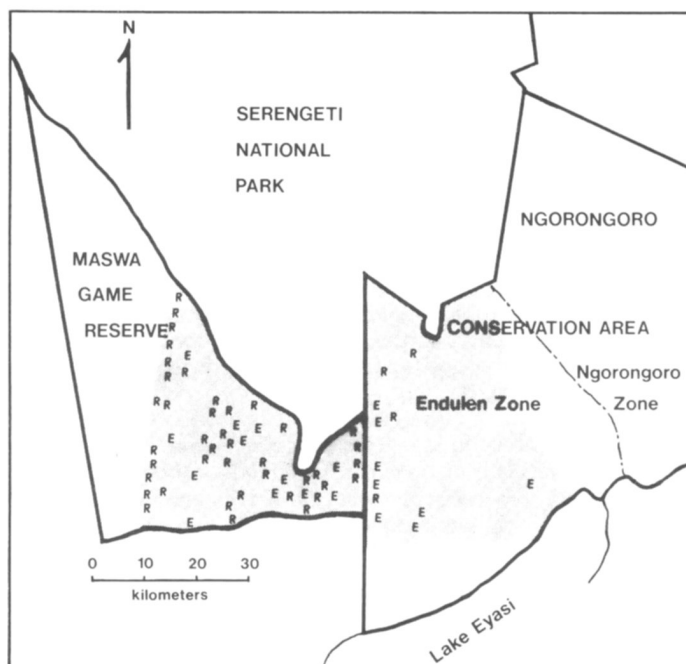 N
SERENGETI
NATIONAL
PARK
NGORONGORO
MASWA
GAME
RESERVE
CONSERVATION AREA
Ngorongoro
Zone
Endulen Zone
R
R
R
R
E R
R
R R
R
R R R R E
R
R R
R E E R
R
E R R E R
R R R
R R R
R E R E
R R E R R
R R R E R E
R R E R E R
R R
R R E
E R E
E
0 10 20 30
kilometers
Lake Eyasi